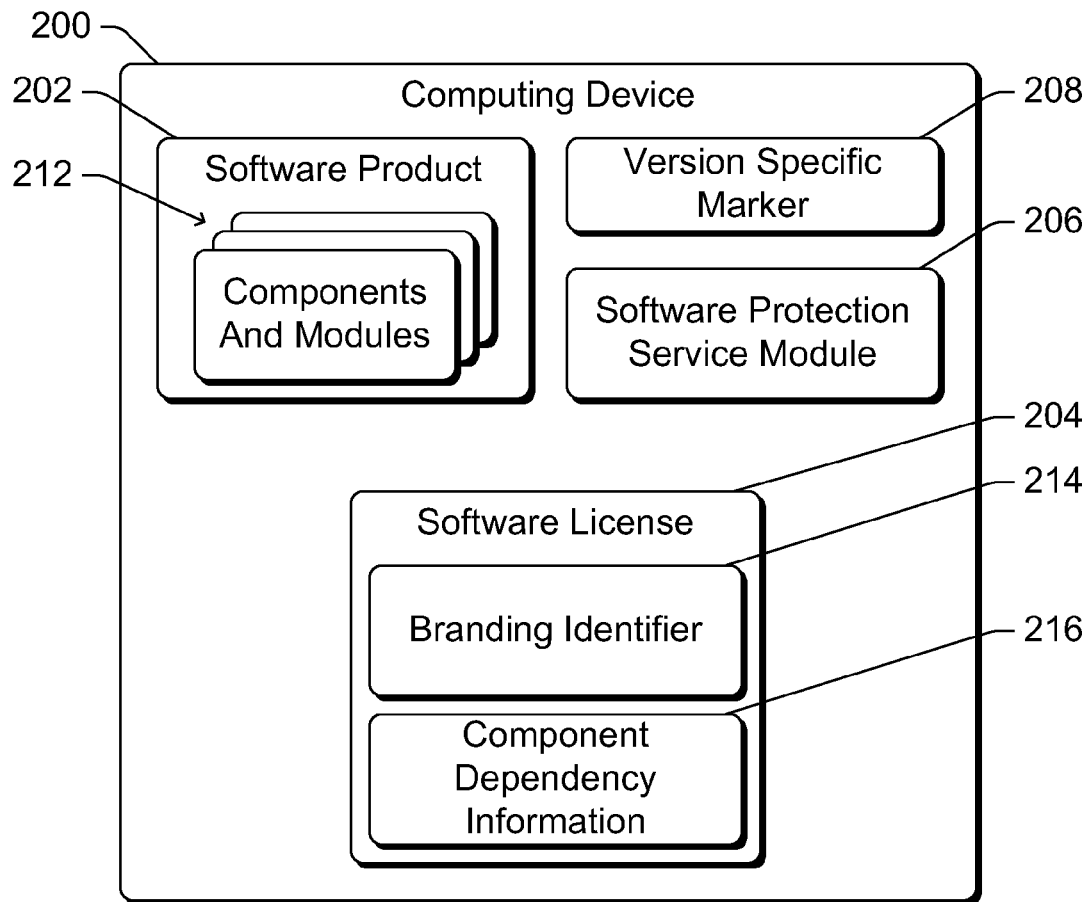 200
202
Computing Device
208
212
Software Product
Version Specific
Marker
206
Components
And Modules
Software Protection
Service Module
204
214
Software License
Branding Identifier
216
Component
Dependency
Information